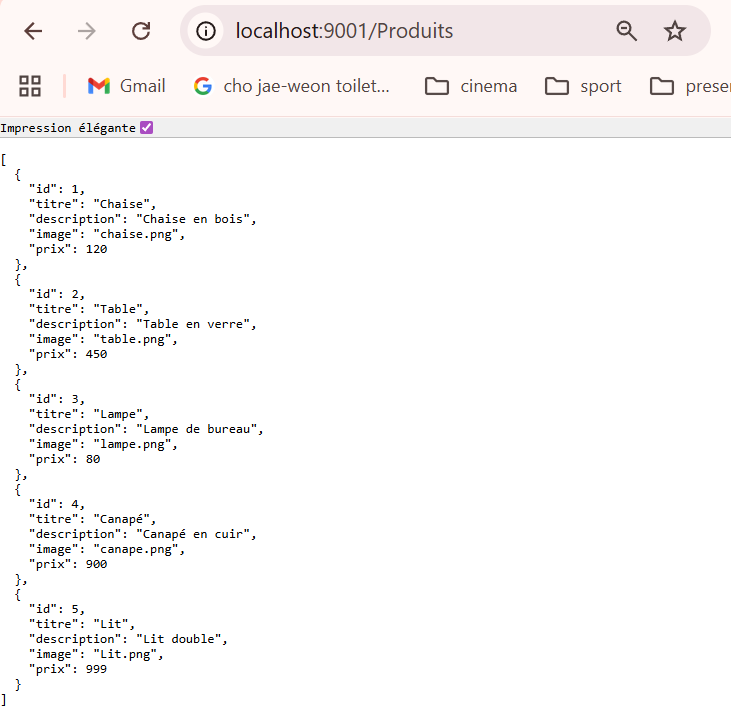 localhost:9001/Produits
Gmail
cho jae-weon toilet...
cinema
sport
Impression élégante
[
  {
    "id": 1,
    "titre": "Chaise",
    "description": "Chaise en bois",
    "image": "chaise.png",
    "prix": 120
  },
  {
    "id": 2,
    "titre": "Table",
    "description": "Table en verre",
    "image": "table.png",
    "prix": 450
  },
  {
    "id": 3,
    "titre": "Lampe",
    "description": "Lampe de bureau",
    "image": "lampe.png",
    "prix": 80
  },
  {
    "id": 4,
    "titre": "Canapé",
    "description": "Canapé en cuir",
    "image": "canape.png",
    "prix": 900
  },
  {
    "id": 5,
    "titre": "Lit",
    "description": "Lit double",
    "image": "Lit.png",
    "prix": 999
  }
]